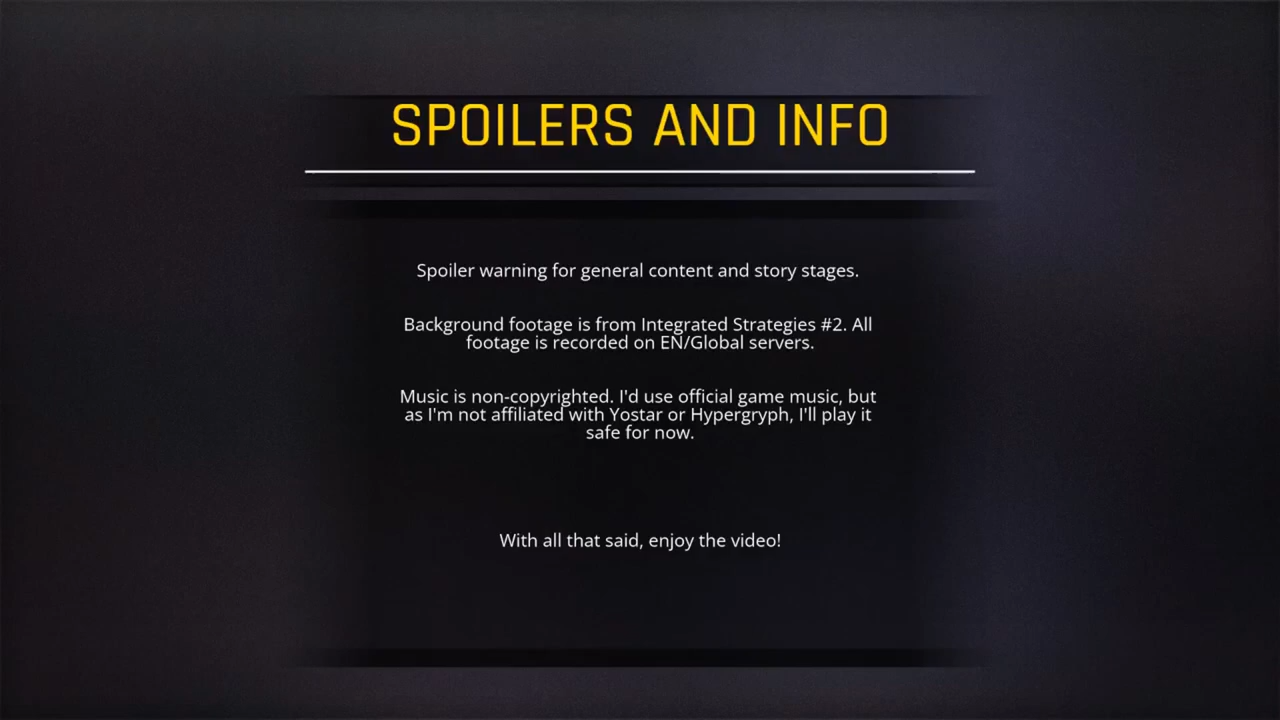 SPOILERS AND INFO
Spoiler warning for general content and story stages.
Background footage is from Integrated Strategies #2. All
footage is recorded on EN/Global servers.
Music is non-copyrighted. I'd use official game music, but
as I'm not affiliated with Yostar or Hypergryph, I'll play it
safe for now.
With all that said, enjoy the video!